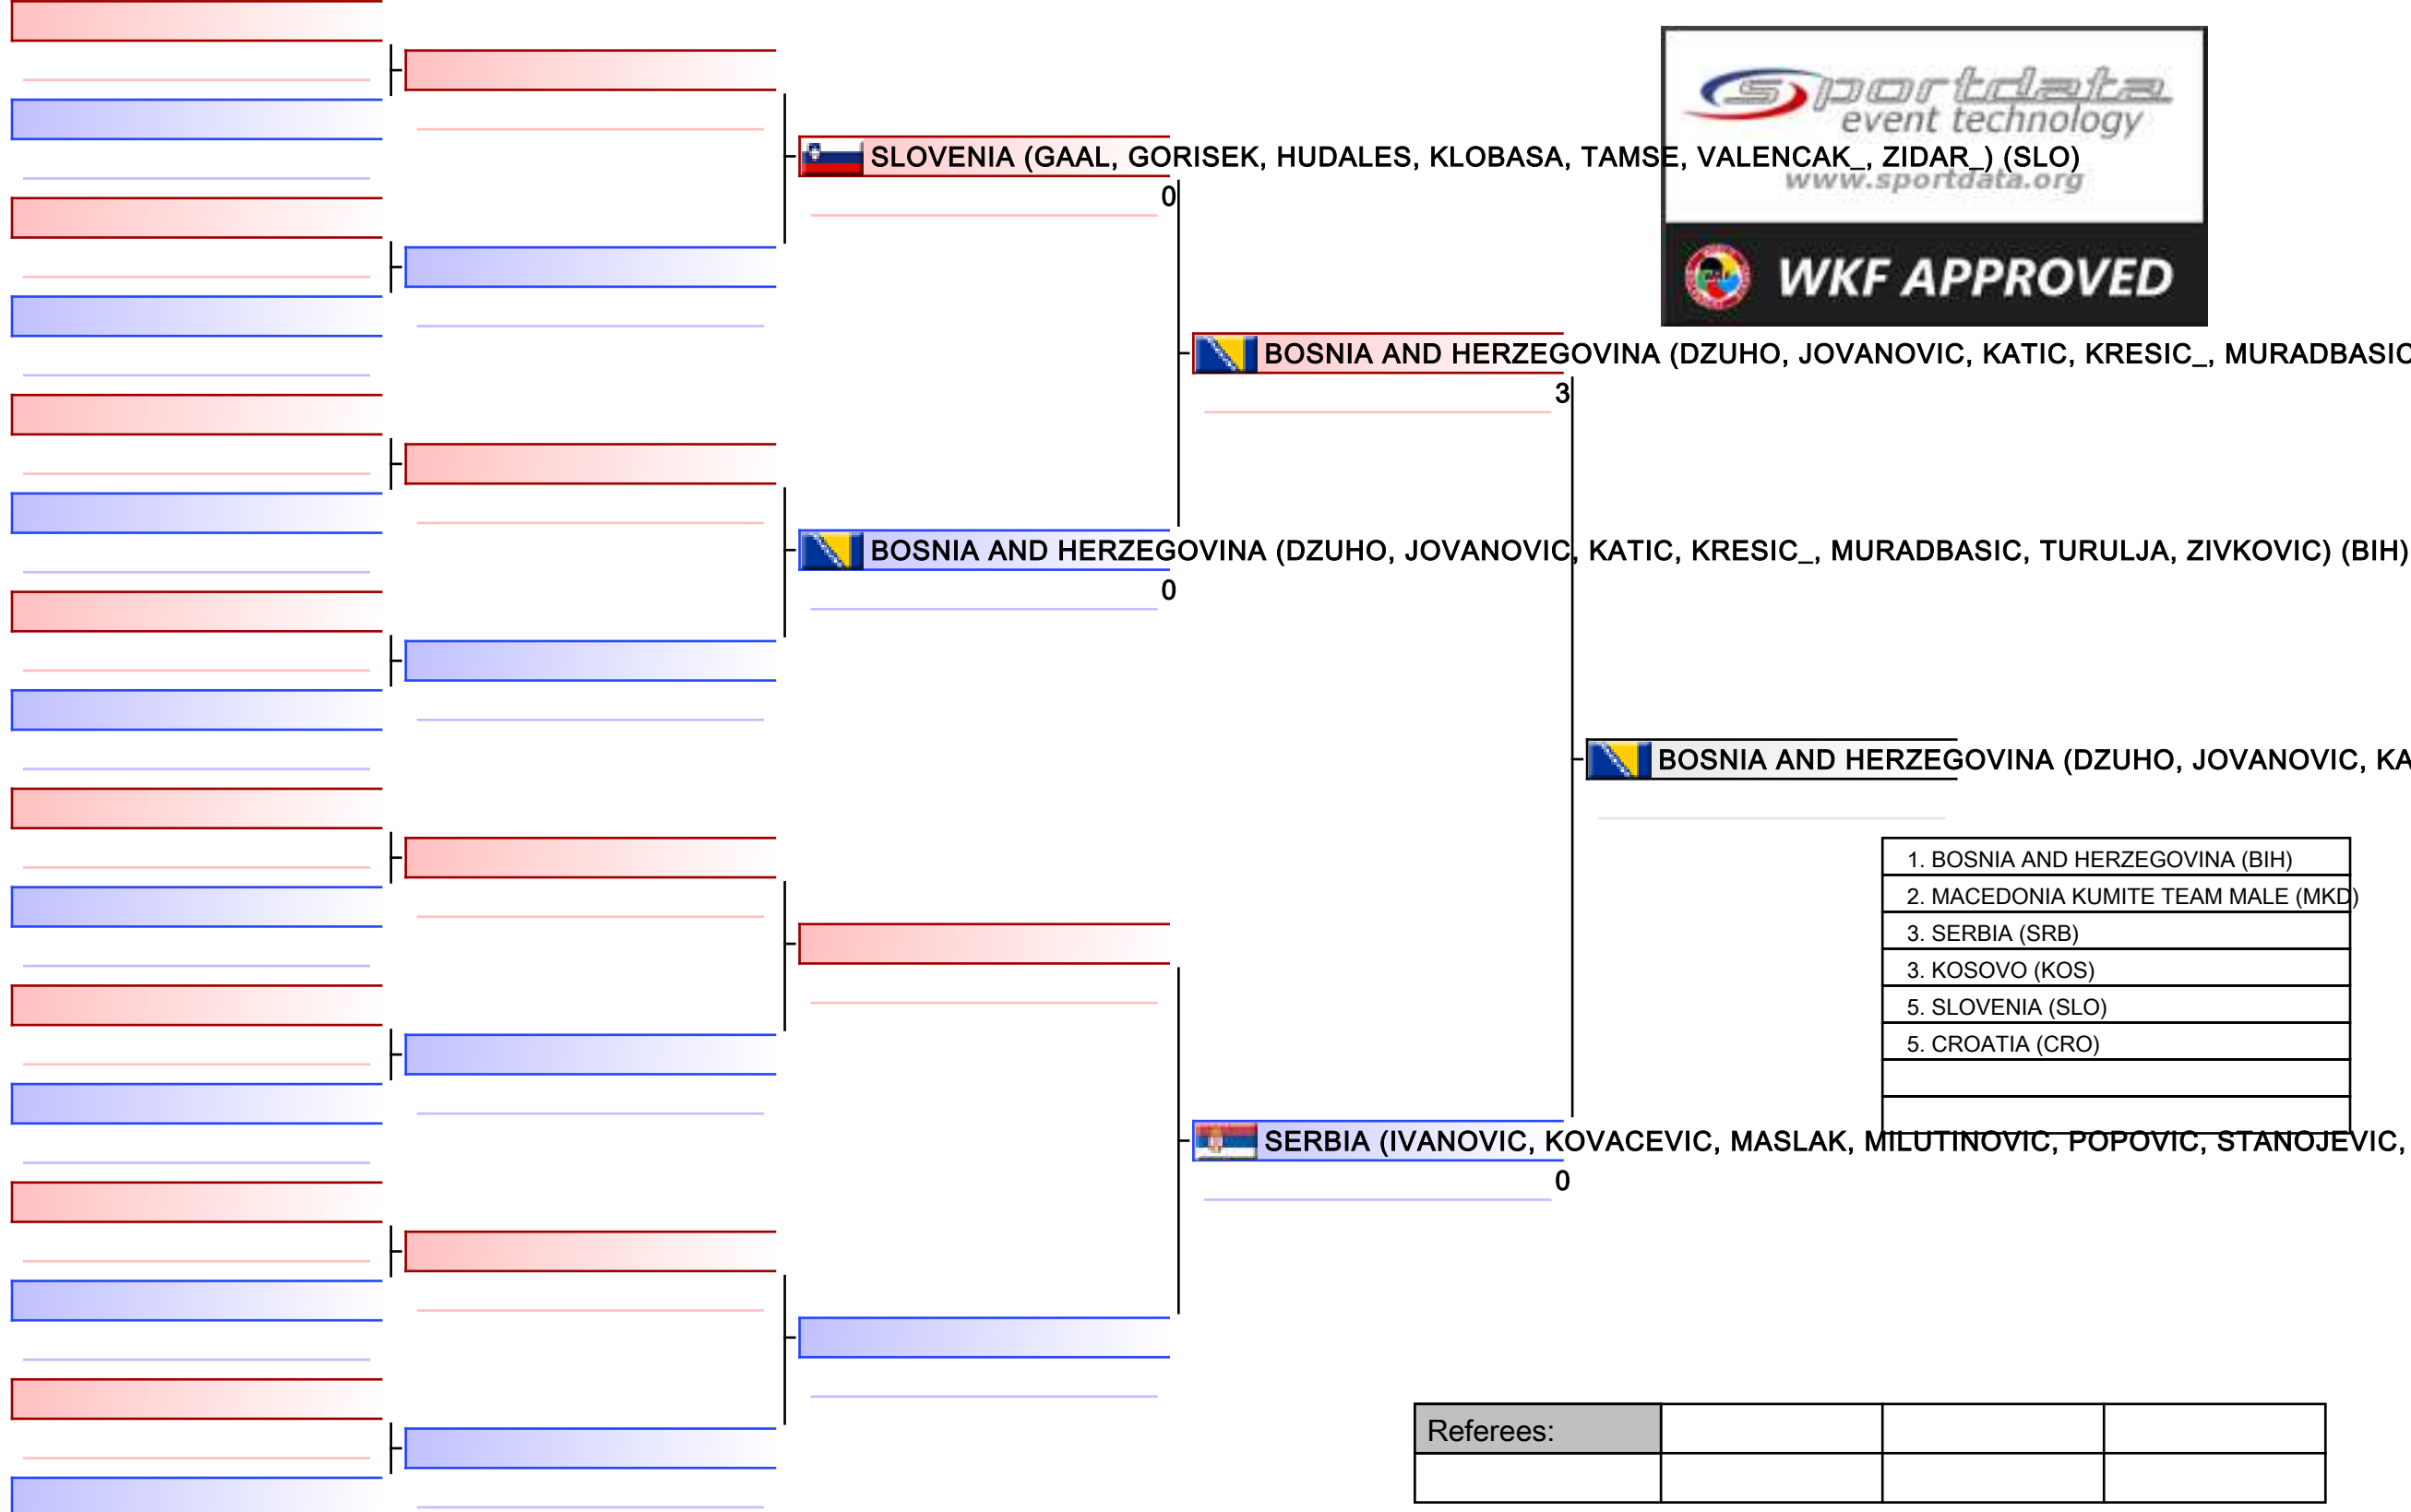 sportdata
event technology
www.sportdata.org
WKF APPROVED
SLOVENIA (GAAL, GORISEK, HUDALES, KLOBASA, TAMSE, VALENCAK_, ZIDAR_) (SLO)
0
BOSNIA AND HERZEGOVINA (DZUHO, JOVANOVIC, KATIC, KRESIC_, MURADBASIC
3
BOSNIA AND HERZEGOVINA (DZUHO, JOVANOVIC, KATIC, KRESIC_, MURADBASIC, TURULJA, ZIVKOVIC) (BIH)
0
BOSNIA AND HERZEGOVINA (DZUHO, JOVANOVIC, KA
1. BOSNIA AND HERZEGOVINA (BIH)
2. MACEDONIA KUMITE TEAM MALE (MKD)
3. SERBIA (SRB)
3. KOSOVO (KOS)
5. SLOVENIA (SLO)
5. CROATIA (CRO)
SERBIA (IVANOVIC, KOVACEVIC, MASLAK, MILUTINOVIC, POPOVIC, STANOJEVIC,
0
Referees: